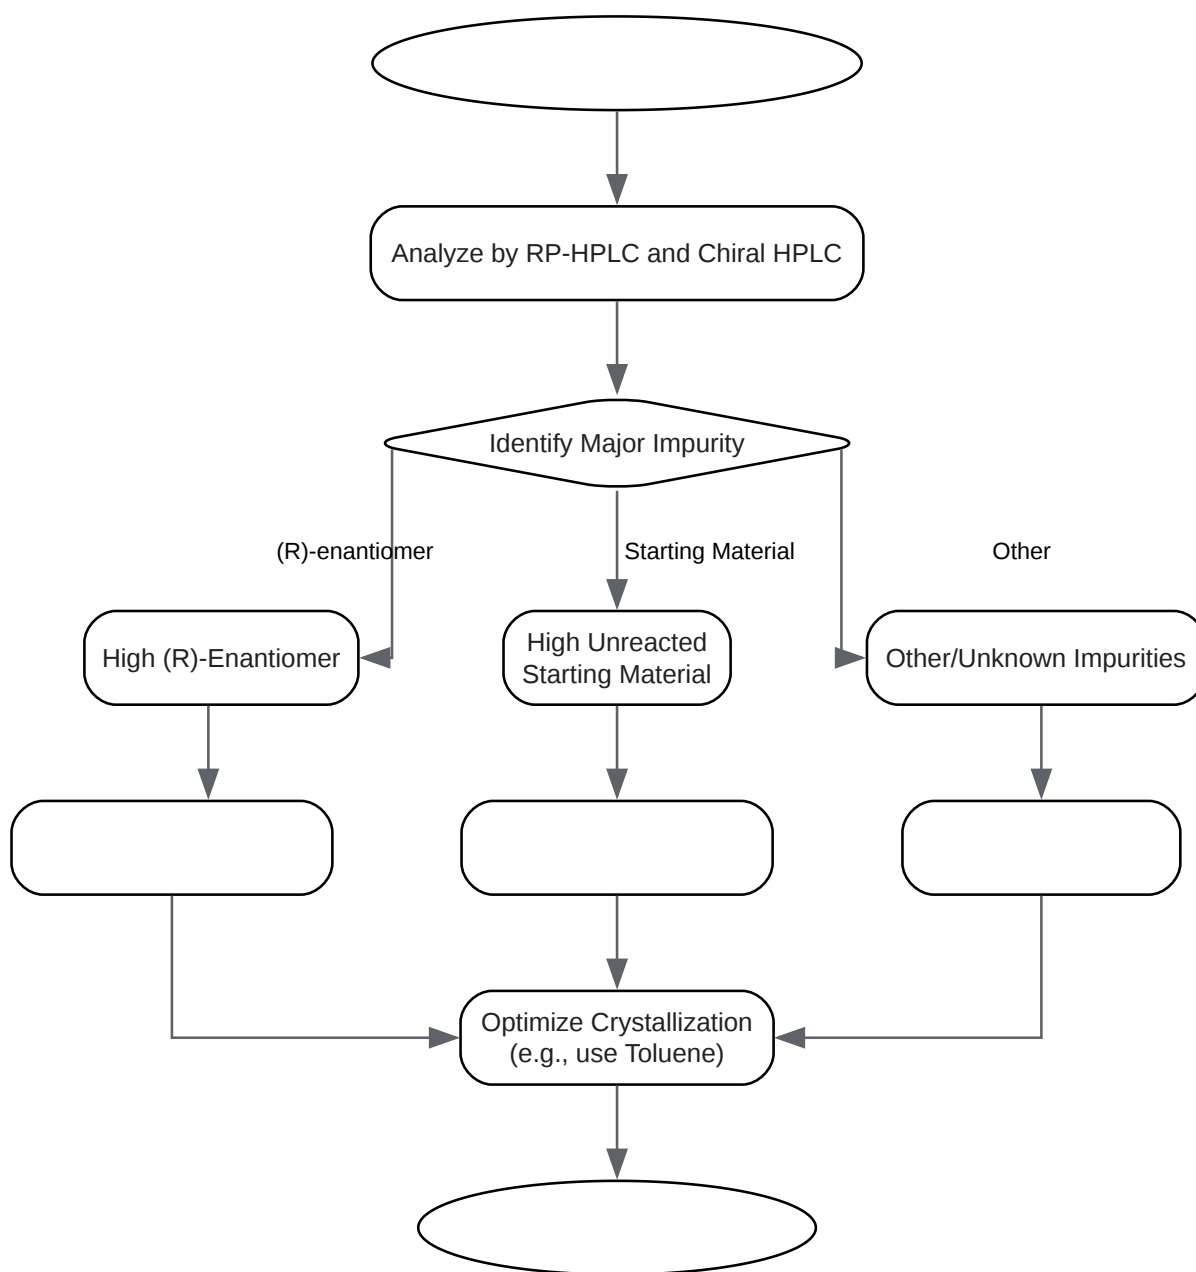 Analyze by RP-HPLC and Chiral HPLC
Identify Major Impurity
(R)-enantiomer
Starting Material
Other
High (R)-Enantiomer
High Unreacted
Starting Material
Other/Unknown Impurities
Optimize Crystallization
(e.g., use Toluene)